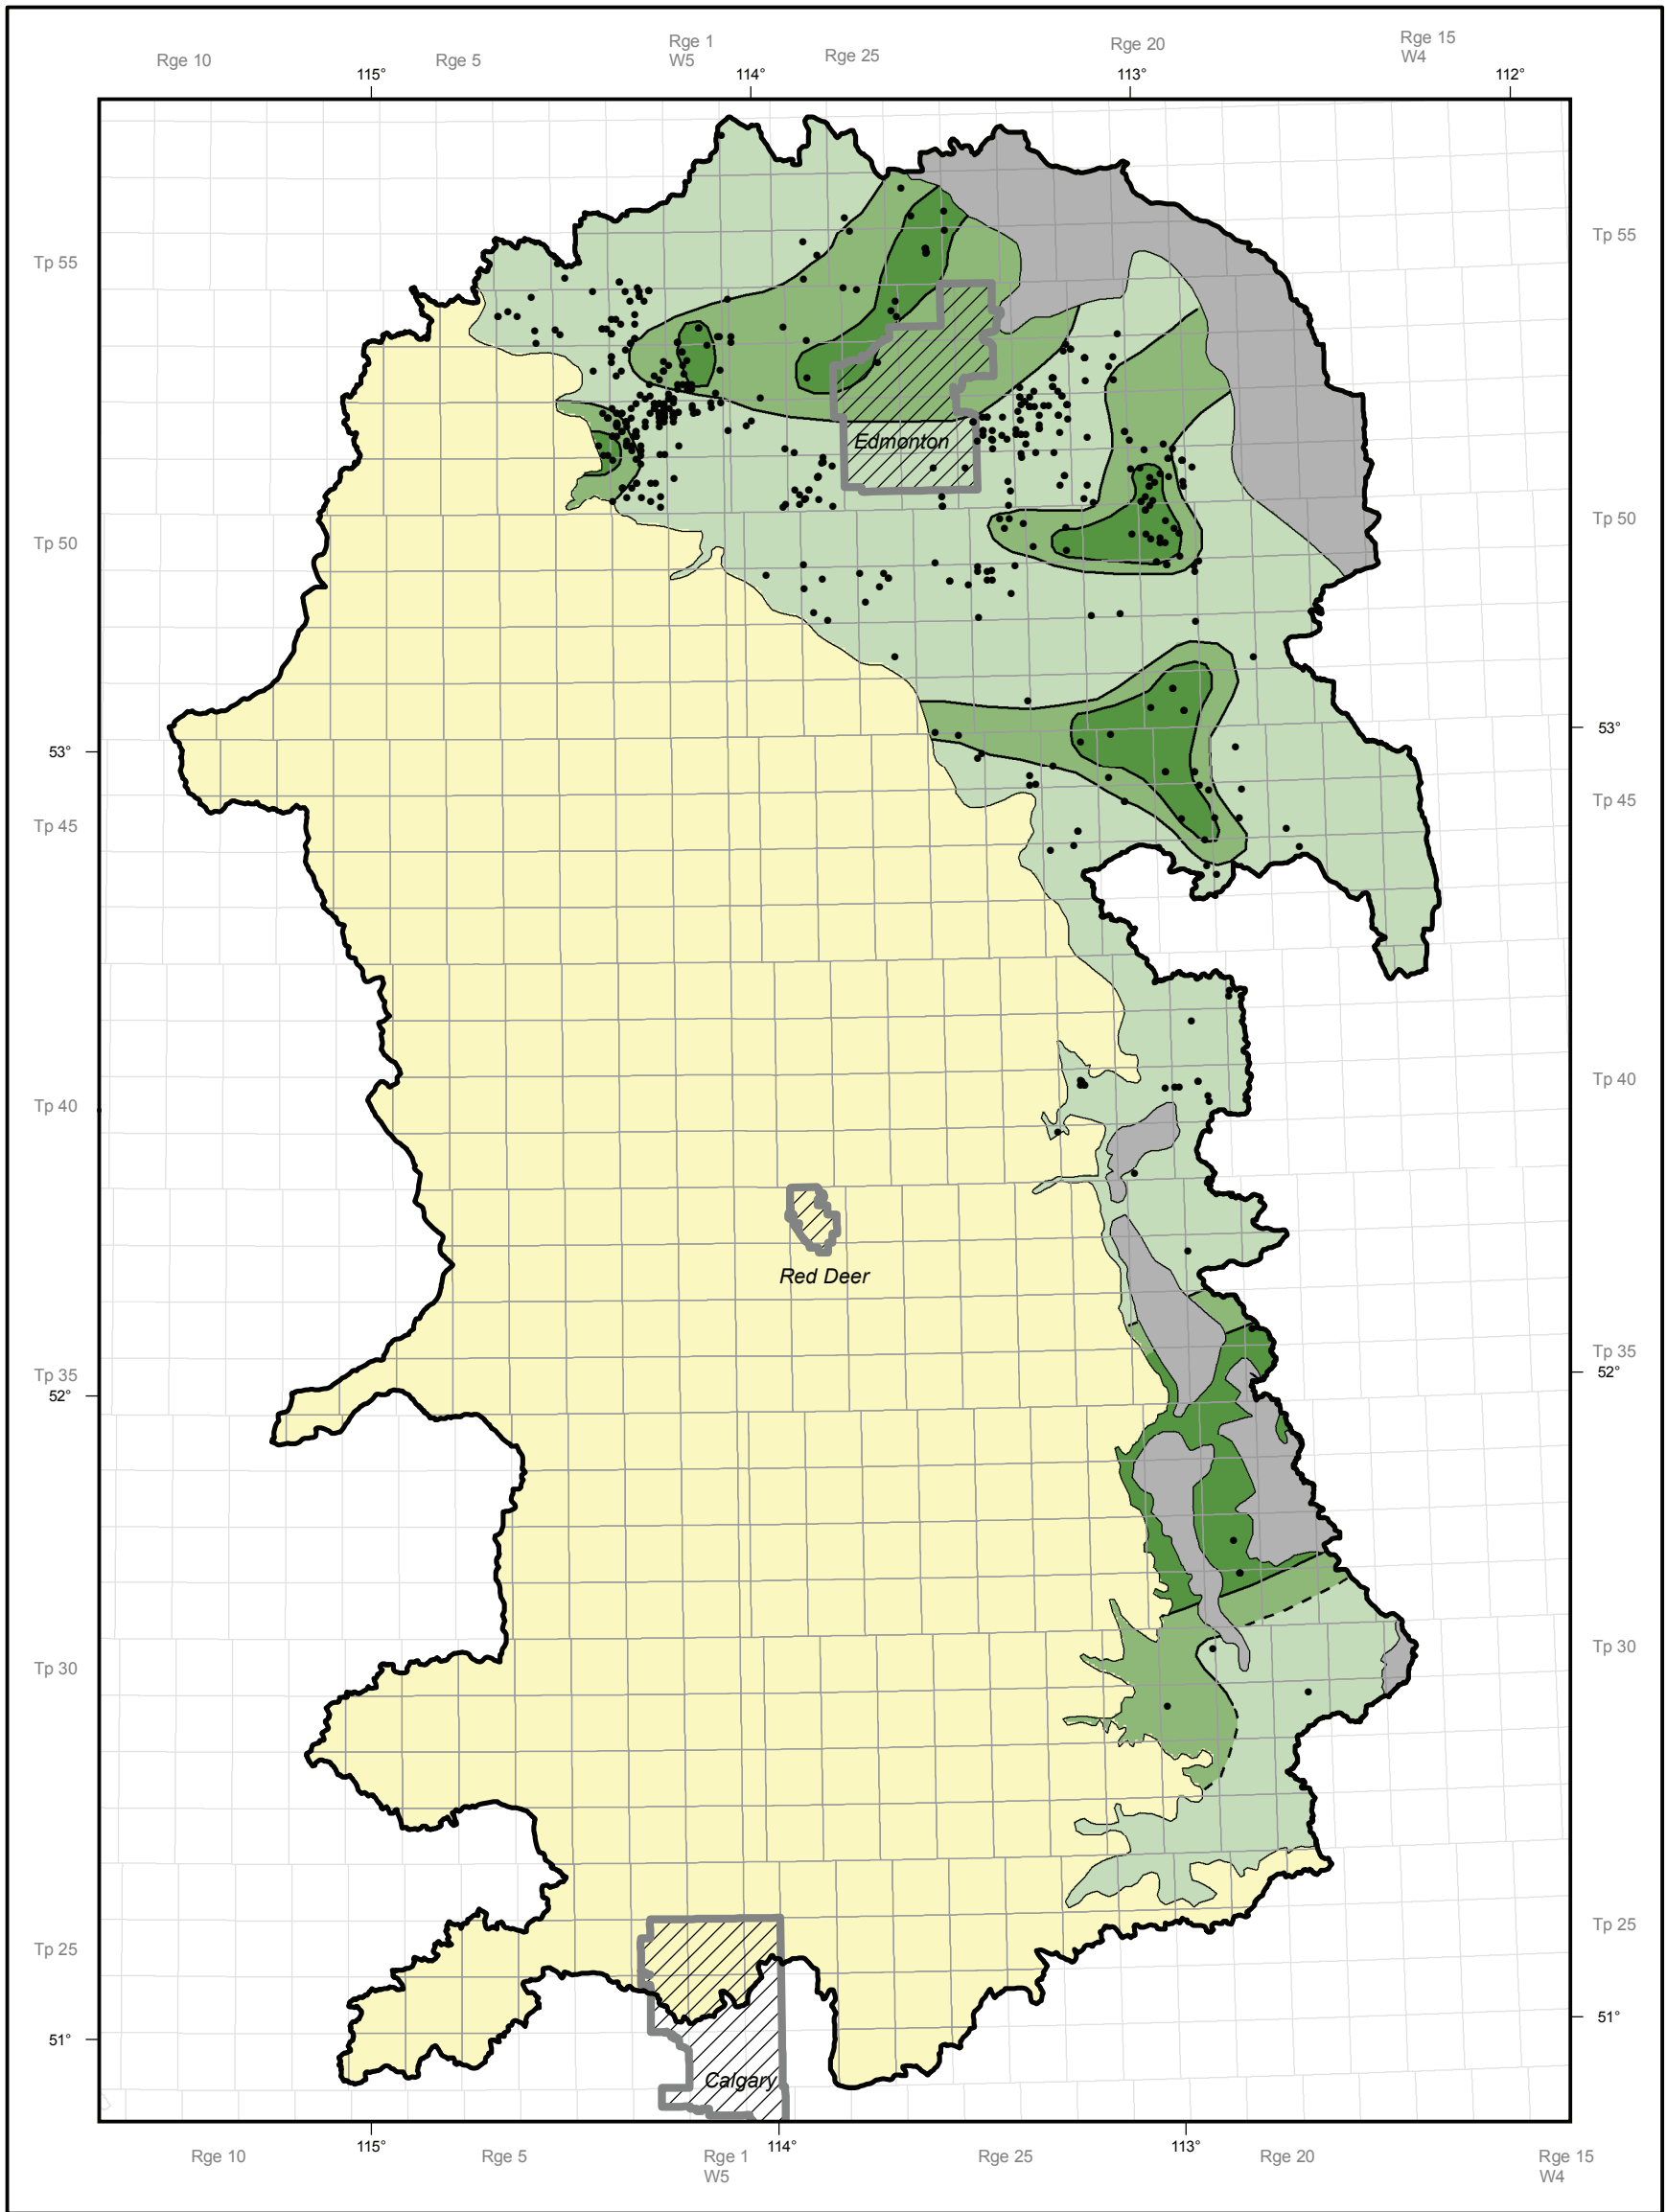 Rge 10
Rge 5
Rge 1
W5
Rge 25
Rge 20
Rge 15
W4
115°
114°
113°
112°
Tp 55
Tp 55
Edmonton
Tp 50
Tp 50
53°
53°
Tp 45
Tp 45
Tp 40
Tp 40
Red Deer
Tp 35
Tp 35
52°
52°
Tp 30
Tp 30
Tp 25
Tp 25
51°
51°
Calgary
115°
114°
113°
Rge 10
Rge 5
Rge 1
W5
Rge 25
Rge 20
Rge 15
W4